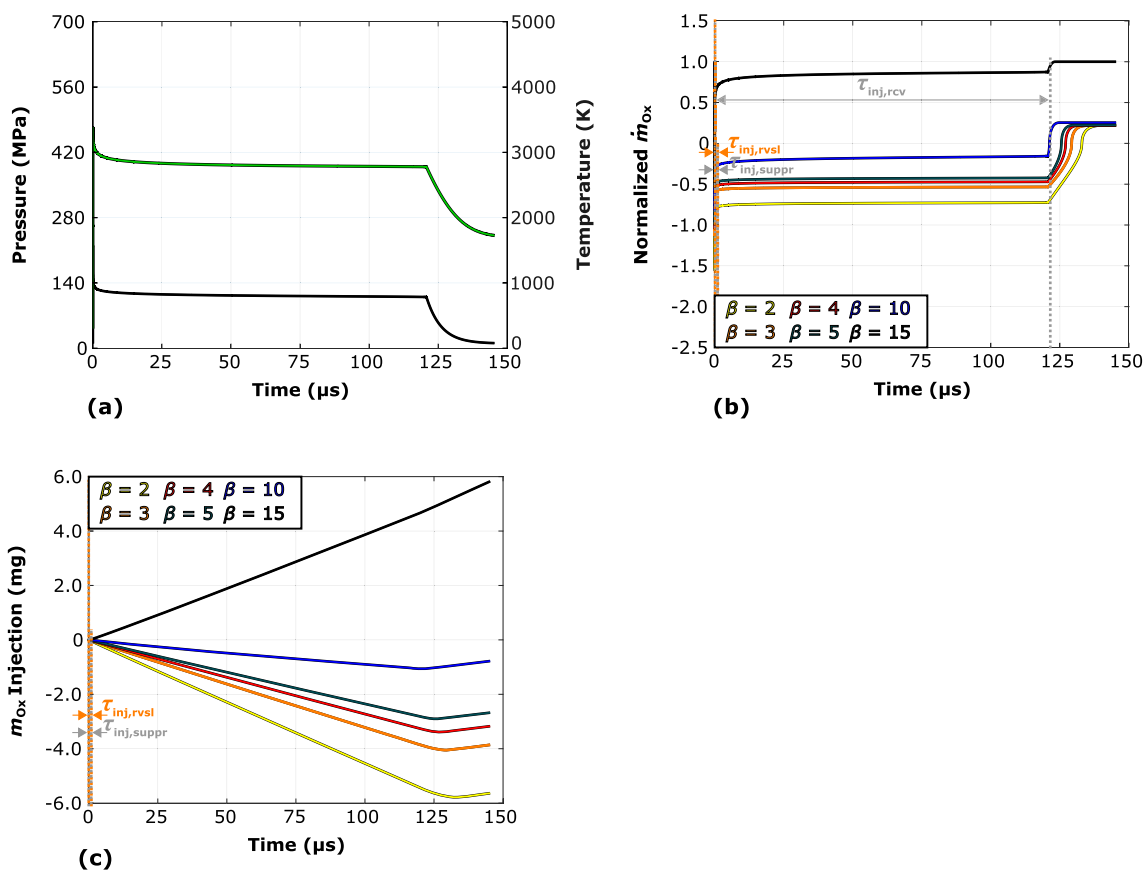 700
560
420
280
140
0
5000
4000
3000
2000
1000
0
0 25 50 75 100 125 150
Pressure (MPa)
Temperature (K)
Time (μs)
(a)
1.5
1.0
0.5
0
-0.5
-1.0
-1.5
-2.0
-2.5
Normalized ṁOx
τinj,rcv
τinj,rvsl
τinj,suppr
β = 2 β = 4 β = 10
β = 3 β = 5 β = 15
0 25 50 75 100 125 150
Time (μs)
(b)
6.0
4.0
2.0
0
-2.0
-4.0
-6.0
mOx Injection (mg)
β = 2 β = 4 β = 10
β = 3 β = 5 β = 15
τinj,rvsl
τinj,suppr
0 25 50 75 100 125 150
Time (μs)
(c)